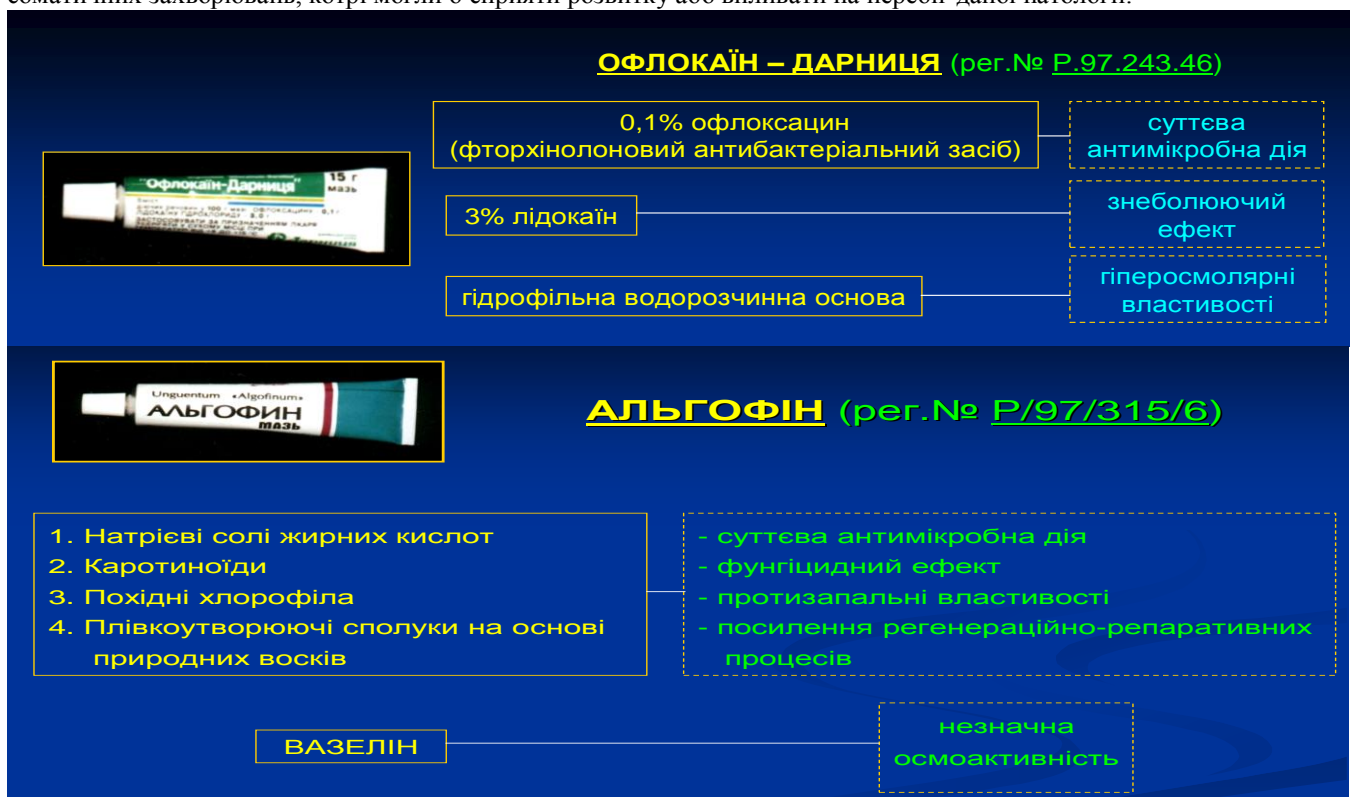 ОФЛОКАЇН – ДАРНИЦЯ (рег.№ Р.97.243.46)
0,1% офлоксацин
(фторхінолоновий антибактеріальний засіб)
суттєва
антимікробна дія
"Офлокаїн-Дарниця"
15 г
мазь
3% лідокаїн
знеболюючий
ефект
гідрофільна водорозчинна основа
гіперосмолярні
властивості
Unguentum «Algofinum»
АЛЬГОФИН
мазь
АЛЬГОФІН (рег.№ Р/97/315/6)
1. Натрієві солі жирних кислот
2. Каротиноїди
3. Похідні хлорофіла
4. Плівкоутворюючі сполуки на основі
природних восків
- суттєва антимікробна дія
- фунгіцидний ефект
- протизапальні властивості
- посилення регенераційно-репаративних
процесів
ВАЗЕЛІН
незначна
осмоактивність